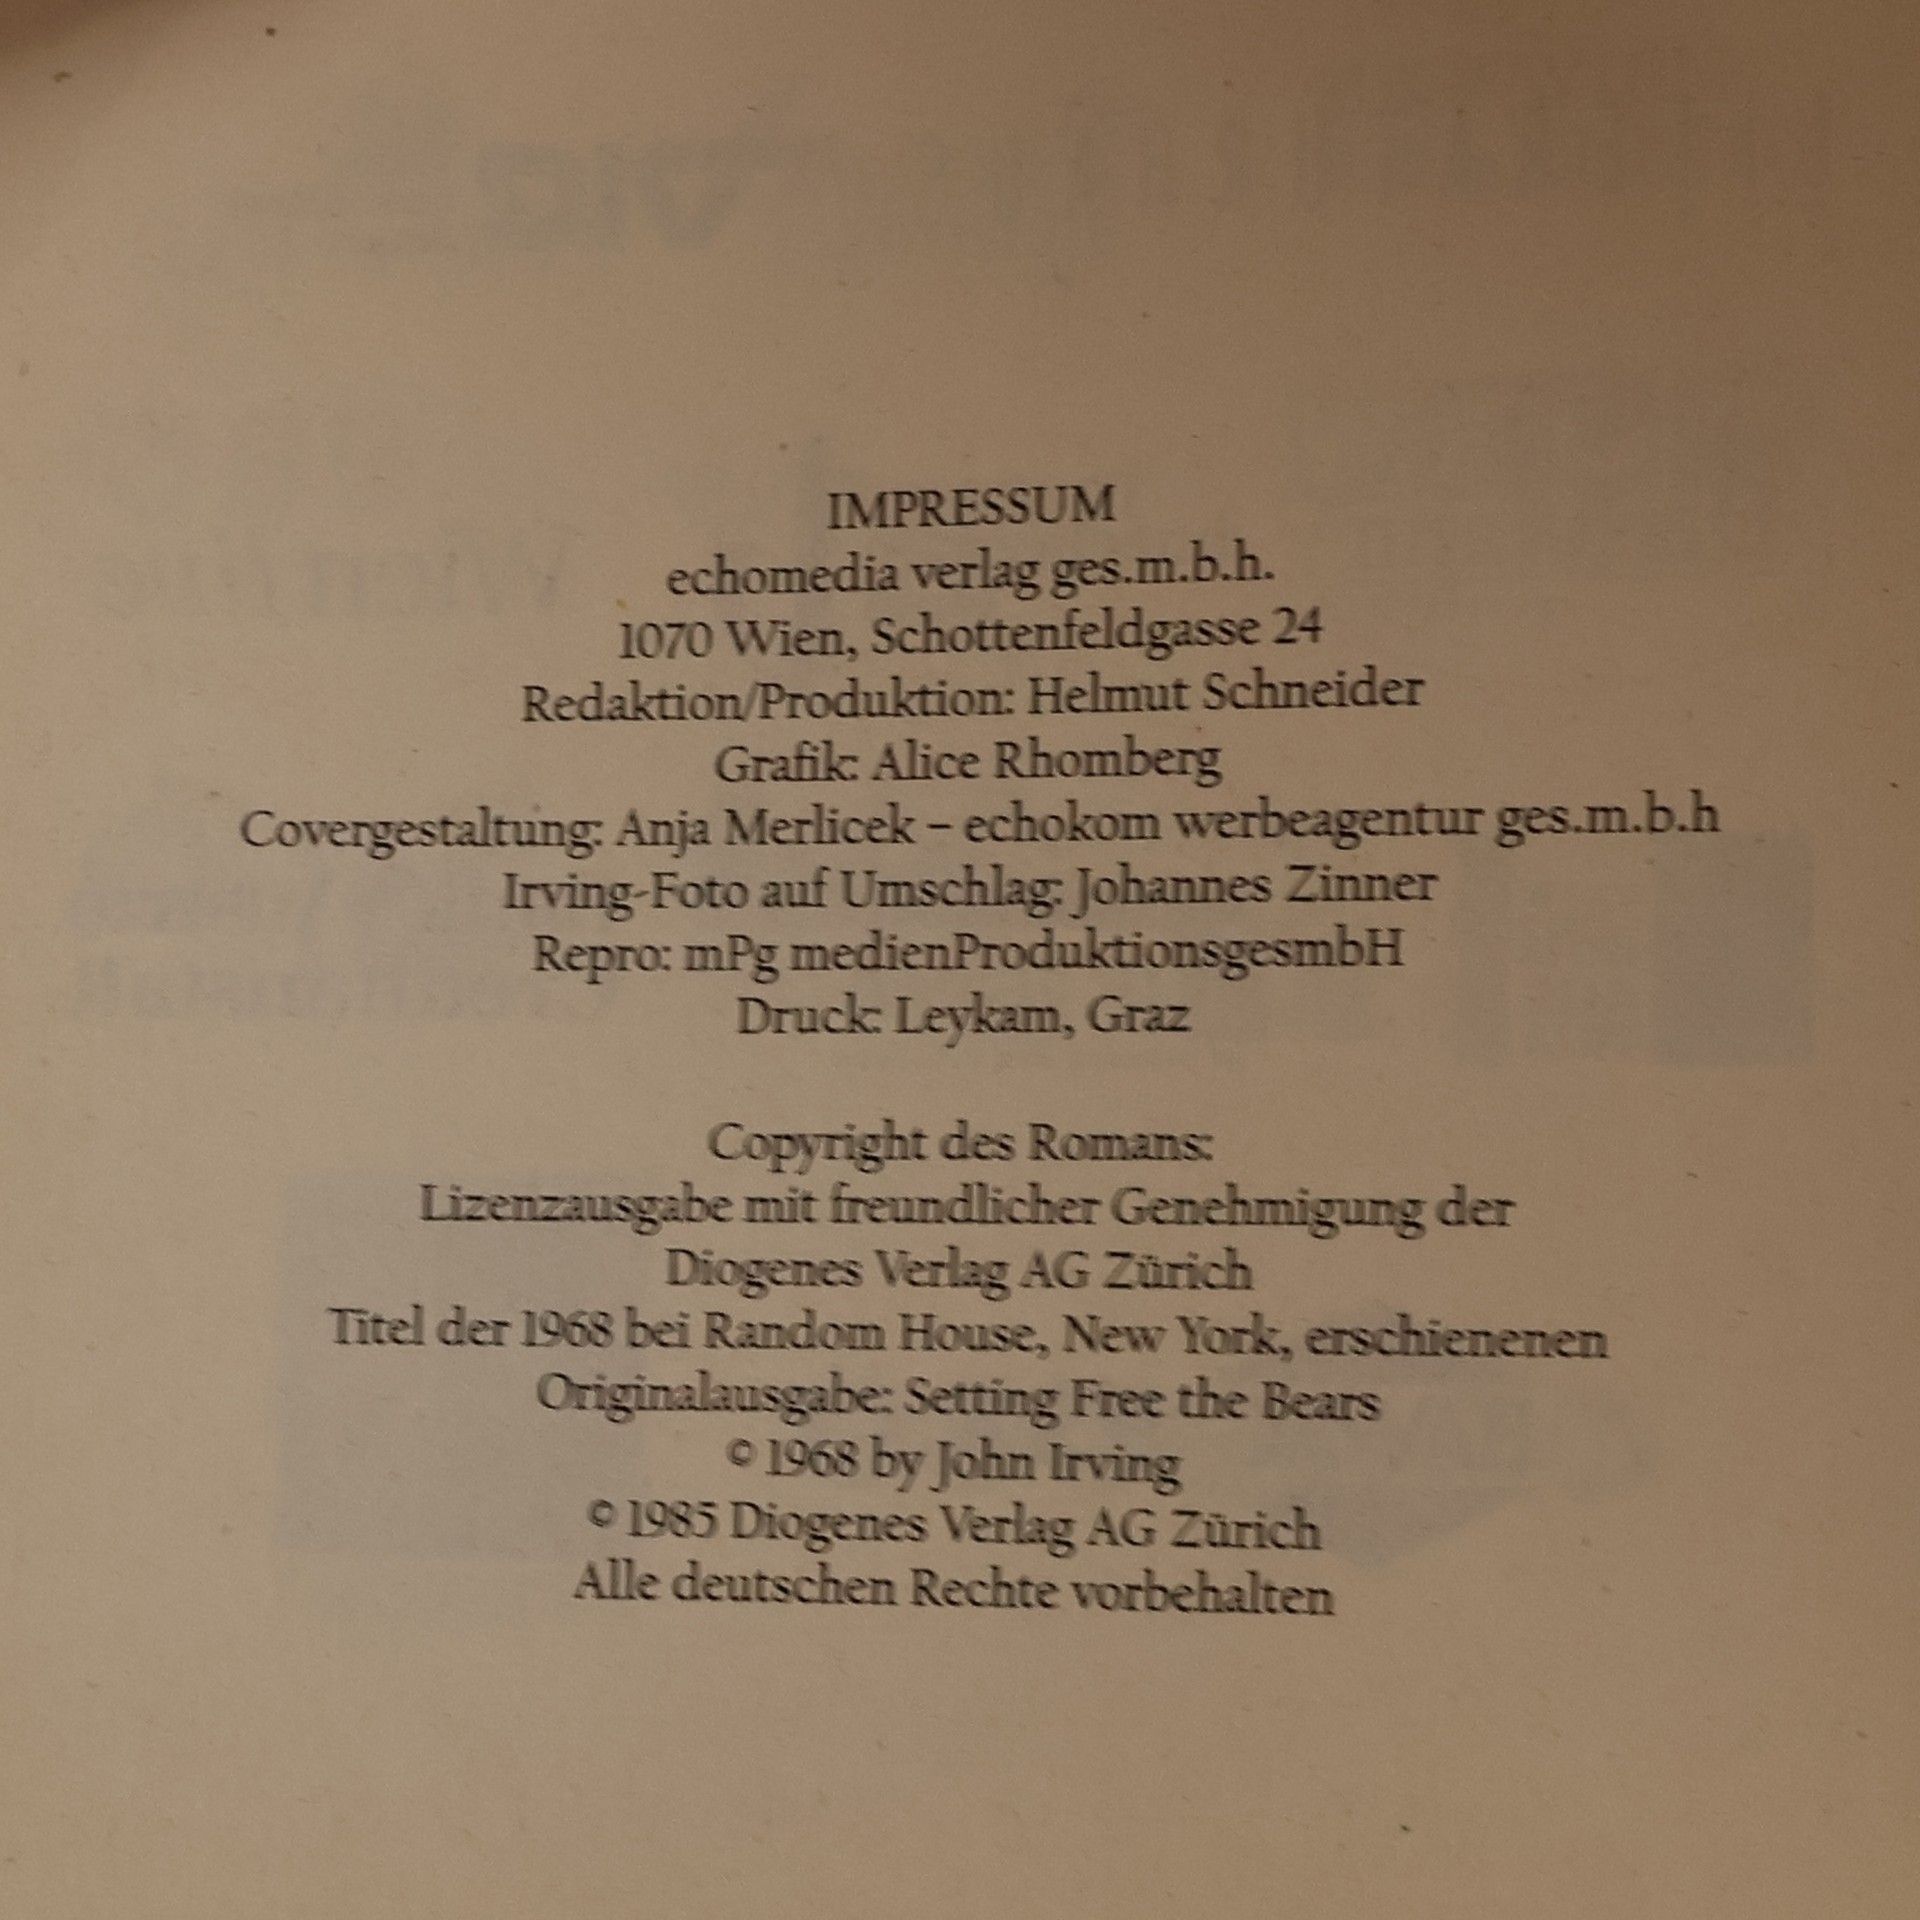 IMPRESSUM
echomedia verlag ges.m.b.h.
1070 Wien, Schottenfeldgasse 24
Redaktion/Produktion: Helmut Schneider
Grafik: Alice Rhomberg
Covergestaltung: Anja Merlicek – echokom werbeagentur ges.m.b.h
Irving-Foto auf Umschlag: Johannes Zinner
Repro: mPg medienProduktionsgesmbH
Druck: Leykam, Graz
Copyright des Romans:
Lizenzausgabe mit freundlicher Genehmigung der
Diogenes Verlag AG Zürich
Titel der 1968 bei Random House, New York, erschienenen
Originalausgabe: Setting Free the Bears
© 1968 by John Irving
© 1985 Diogenes Verlag AG Zürich
Alle deutschen Rechte vorbehalten